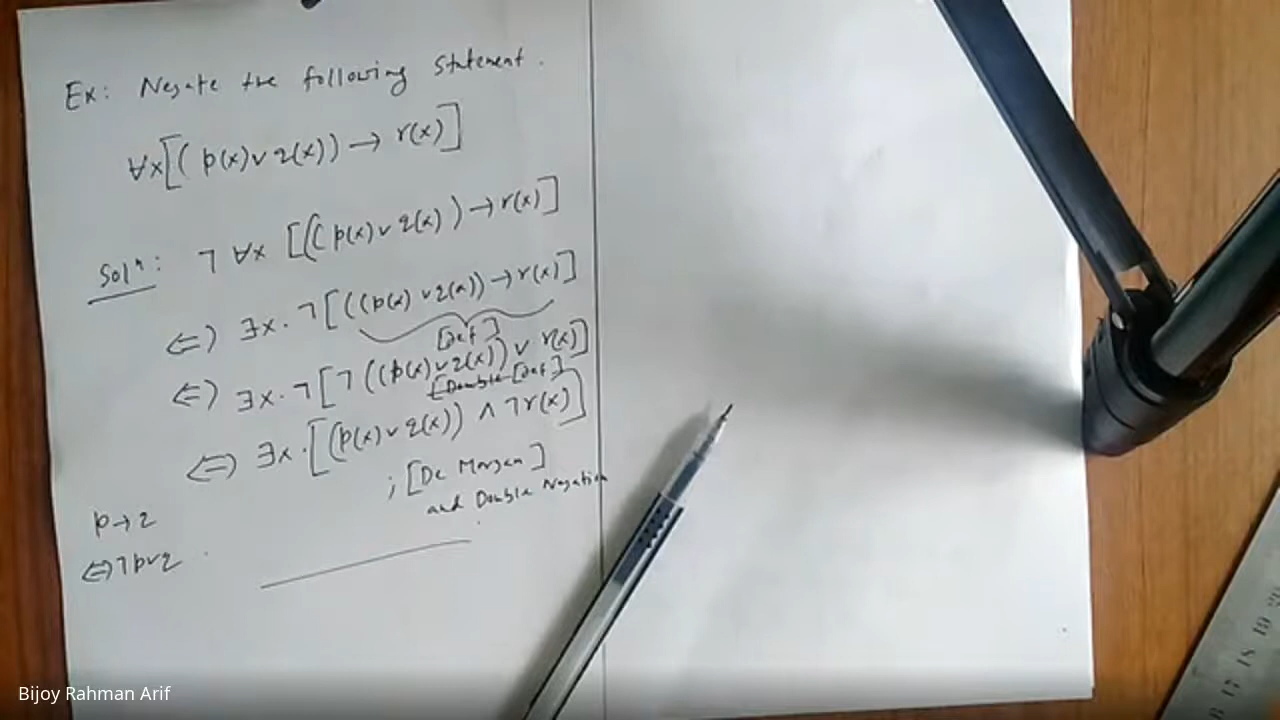 Ex: Negate the following statement.
∀x[(p(x) ∨ q(x)) → r(x)]
Solⁿ: ¬ ∀x [((p(x) ∨ q(x)) → r(x)]
⇔ ∃x. ¬[((p(x) ∨ q(x)) → r(x)]
[Def]
⇔ ∃x. ¬[¬((p(x) ∨ q(x)) ∨ r(x)]
[Double [Def]
⇔ ∃x. [(p(x) ∨ q(x)) ∧ ¬r(x)]
; [De Morgan]
and Double Negation
p → q
⇔ ¬p∨q
Bijoy Rahman Arif